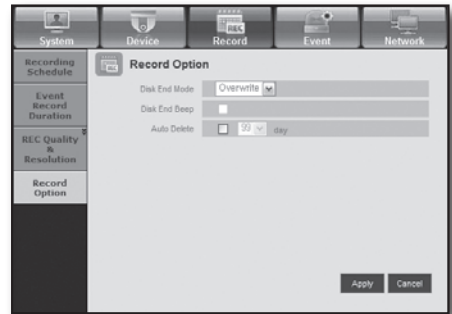 System Device Record Event Network
REC
Recording
Schedule
Event
Record
Duration
REC Quality
&
Resolution
Record
Option
Record Option
Disk End Mode Overwrite
Disk End Beep
Auto Delete 99 day
Apply Cancel